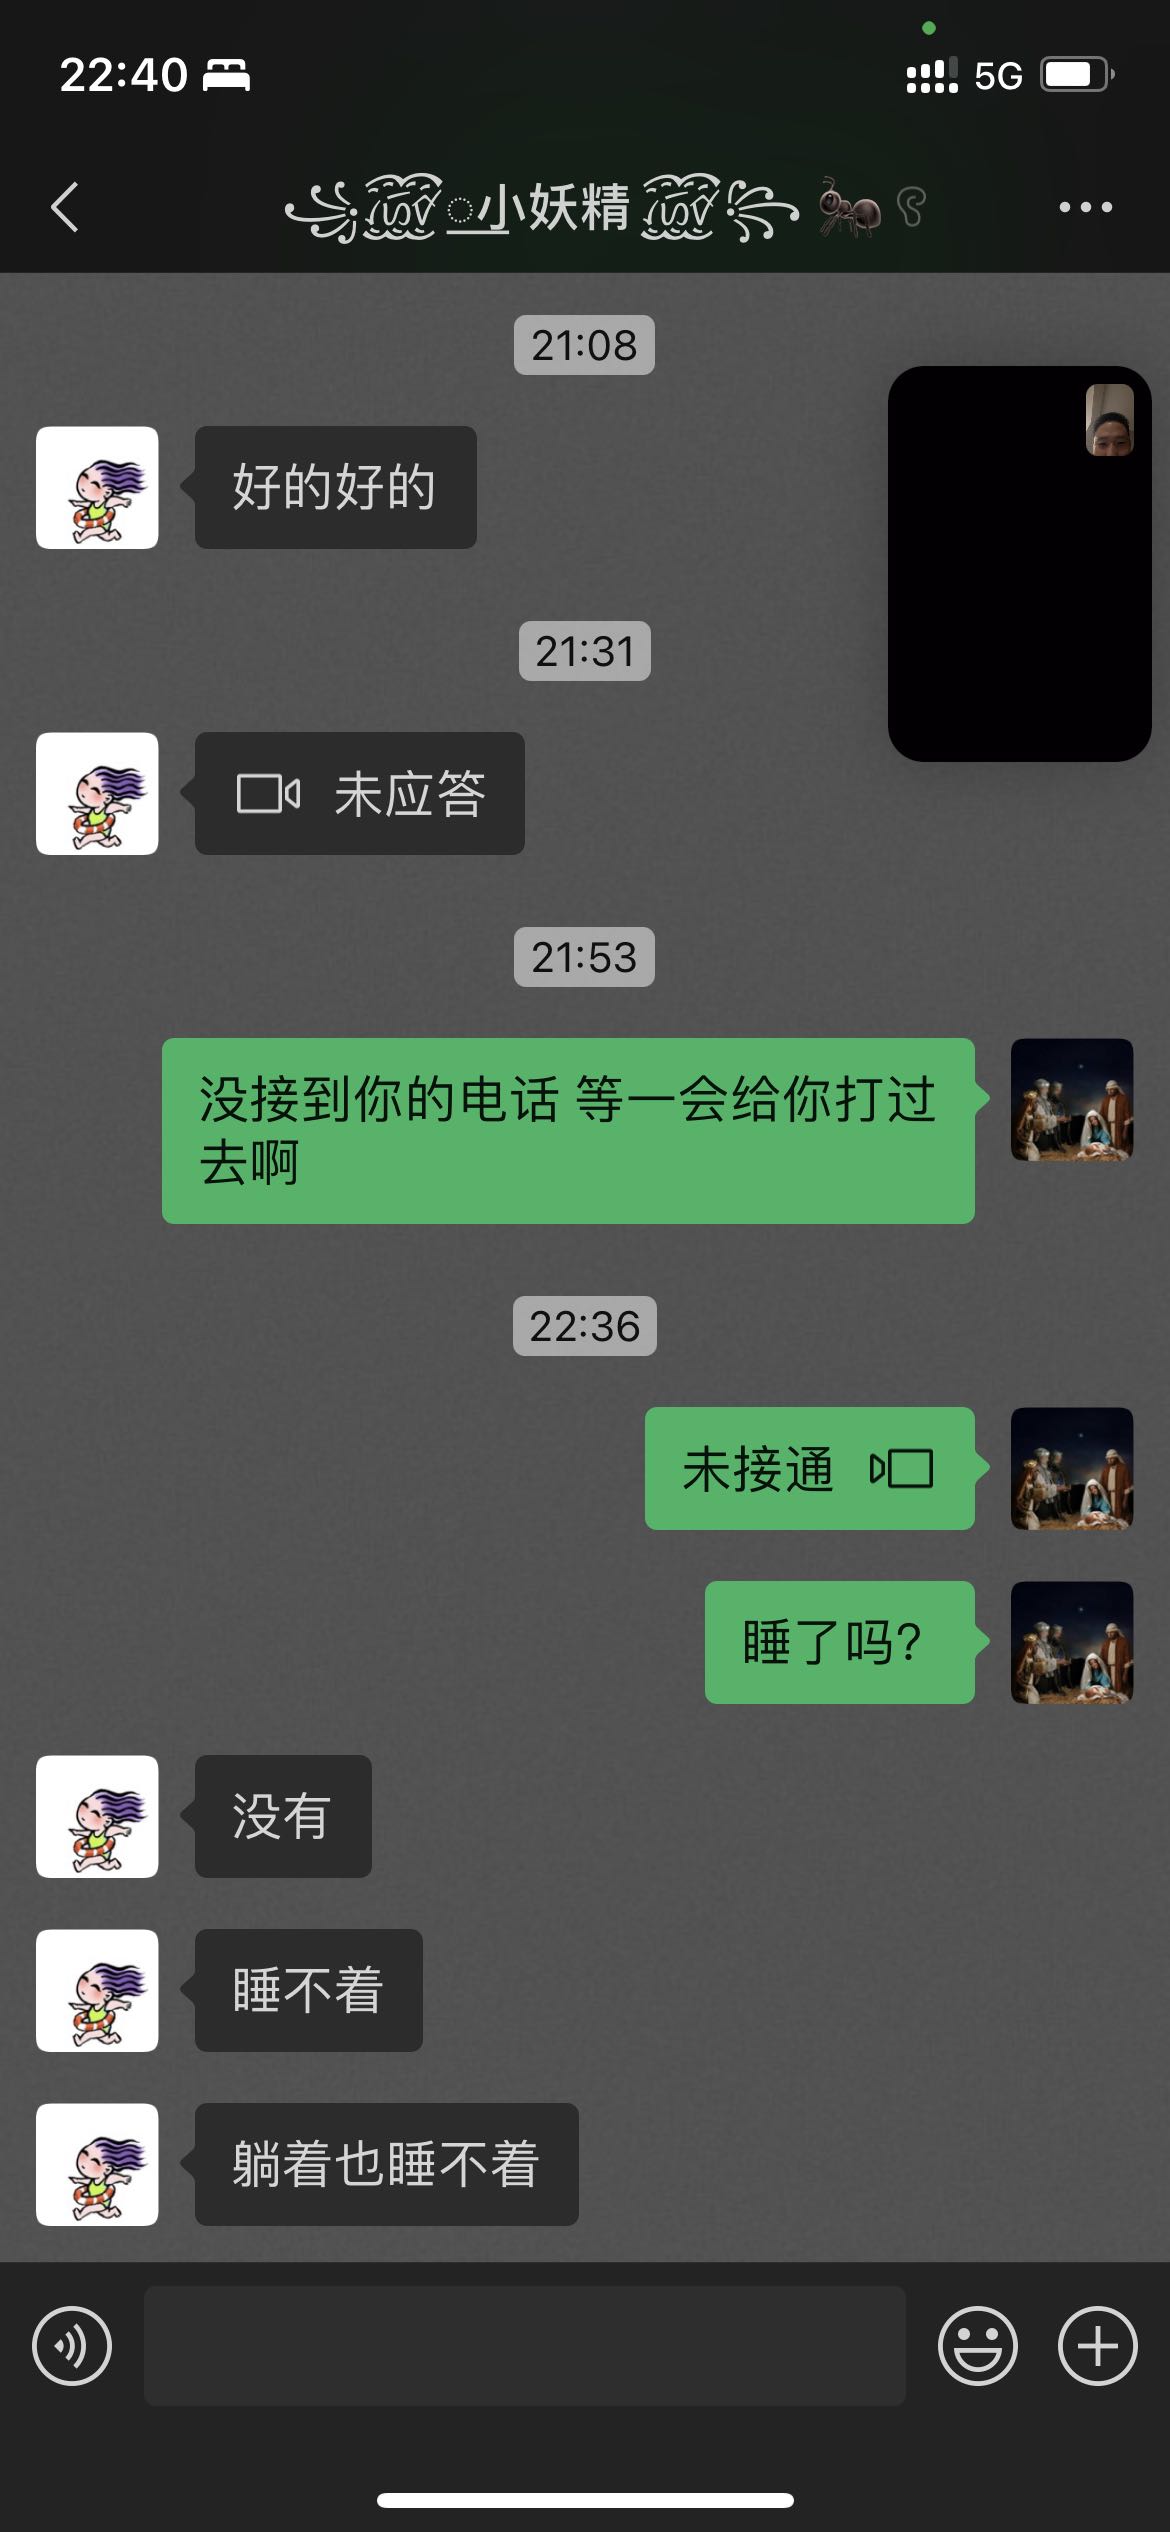 22:40
5G
小妖精
21:08
好的好的
21:31
未应答
21:53
没接到你的电话 等一会给你打过
去啊
22:36
未接通
睡了吗?
没有
睡不着
躺着也睡不着